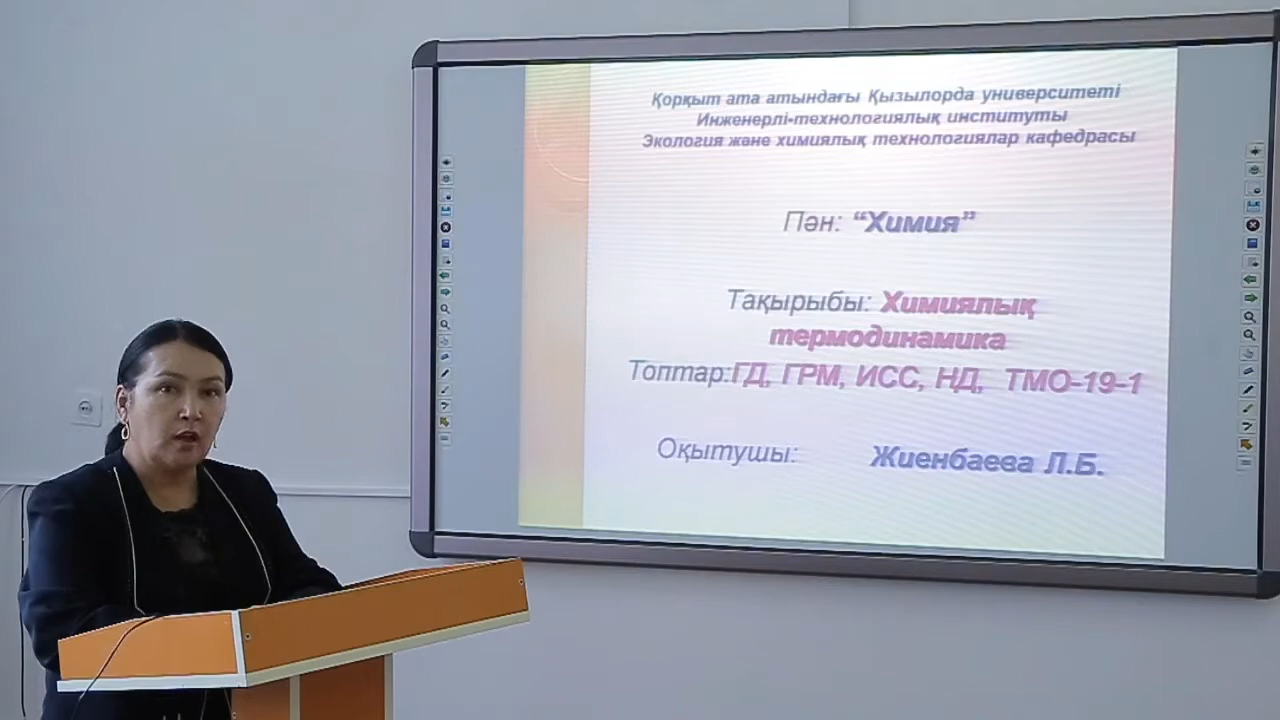 Қорқыт ата атындағы Қызылорда университеті
Инженерлі-технологиялық институты
Экология және химиялық технологиялар кафедрасы
Пән: “Химия”
Тақырыбы: Химиялық
термодинамика
Топтар:ГД, ГРМ, ИСС, НД, ТМО-19-1
Оқытушы: Жиенбаева Л.Б.